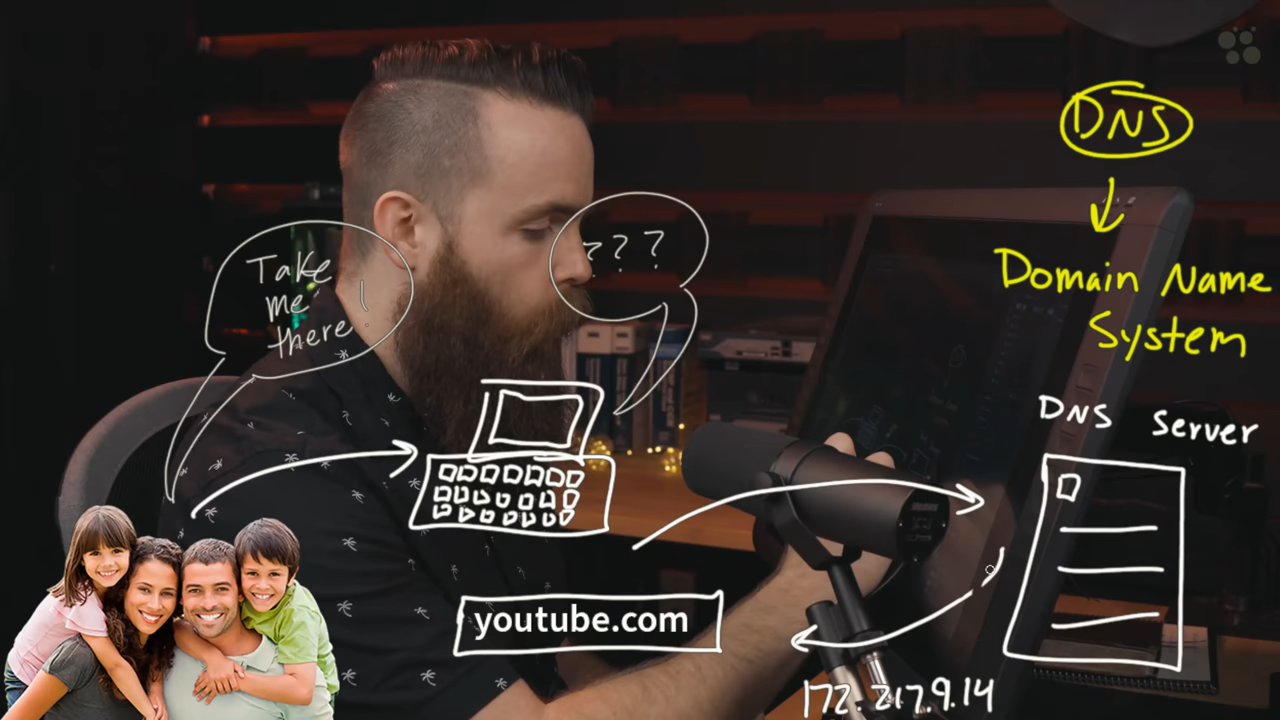 DNS
Domain Name
System
Take
me
there!
???
DNS Server
youtube.com
172.217.9.14